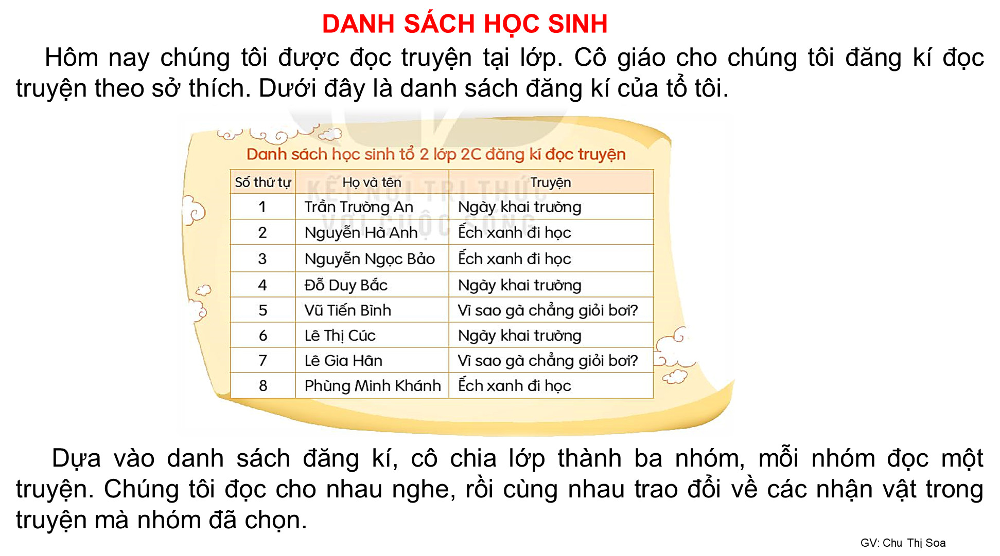 DANH SÁCH HỌC SINH
Hôm nay chúng tôi được đọc truyện tại lớp. Cô giáo cho chúng tôi đăng kí đọc
truyện theo sở thích. Dưới đây là danh sách đăng kí của tổ tôi.
Danh sách học sinh tổ 2 lớp 2C đăng kí đọc truyện
Số thứ tự Họ và tên Truyện
KẾT NỐI TRI THỨC
1 Trần Trường An Ngày khai trường
VỚI CUỘC SỐNG
2 Nguyễn Hà Anh Ếch xanh đi học
3 Nguyễn Ngọc Bảo Ếch xanh đi học
4 Đỗ Duy Bắc Ngày khai trường
5 Vũ Tiến Bình Vì sao gà chẳng giỏi bơi?
6 Lê Thị Cúc Ngày khai trường
7 Lê Gia Hân Vì sao gà chẳng giỏi bơi?
8 Phùng Minh Khánh Ếch xanh đi học
Dựa vào danh sách đăng kí, cô chia lớp thành ba nhóm, mỗi nhóm đọc một
truyện. Chúng tôi đọc cho nhau nghe, rồi cùng nhau trao đổi về các nhận vật trong
truyện mà nhóm đã chọn.
GV: Chu Thị Soa